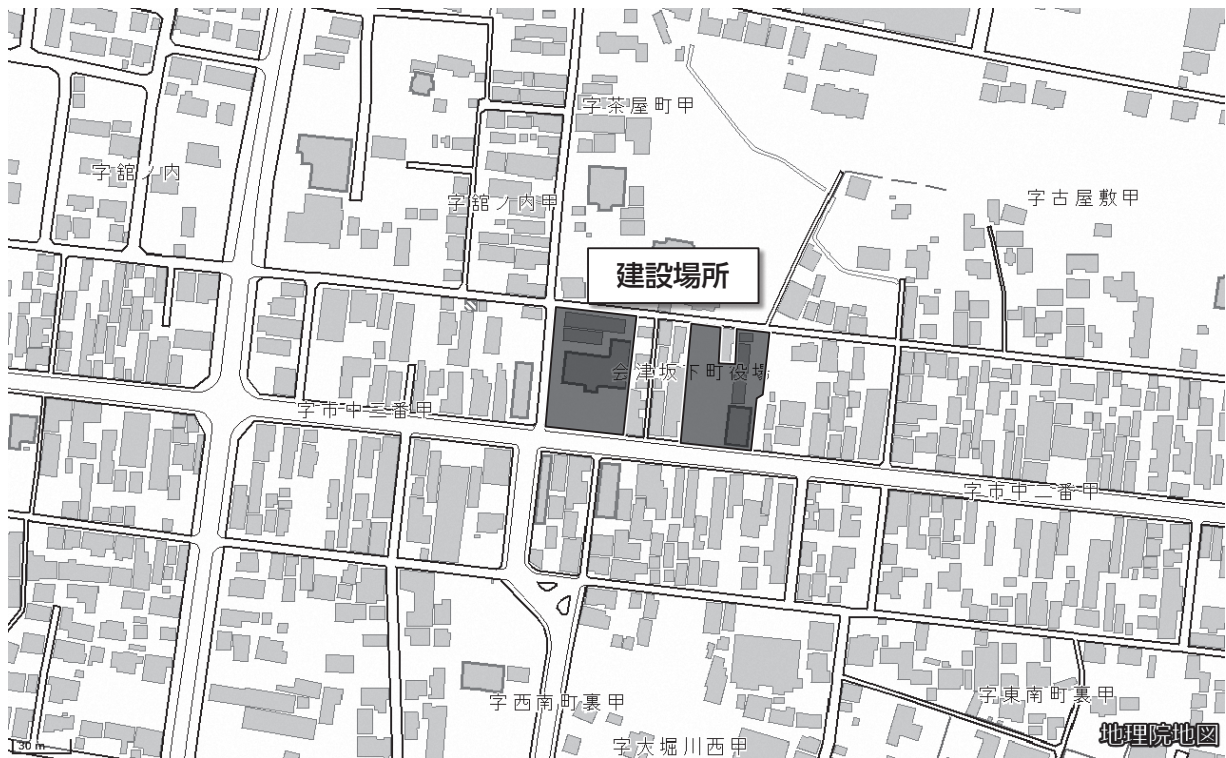 字茶屋町甲
字舘ノ内
字舘ノ内甲
字古屋敷甲
建設場所
会津坂下町役場
字市中三番甲
字市中二番甲
字西南町裏甲
字東南町裏甲
字大堀川西甲
地理院地図
30 m